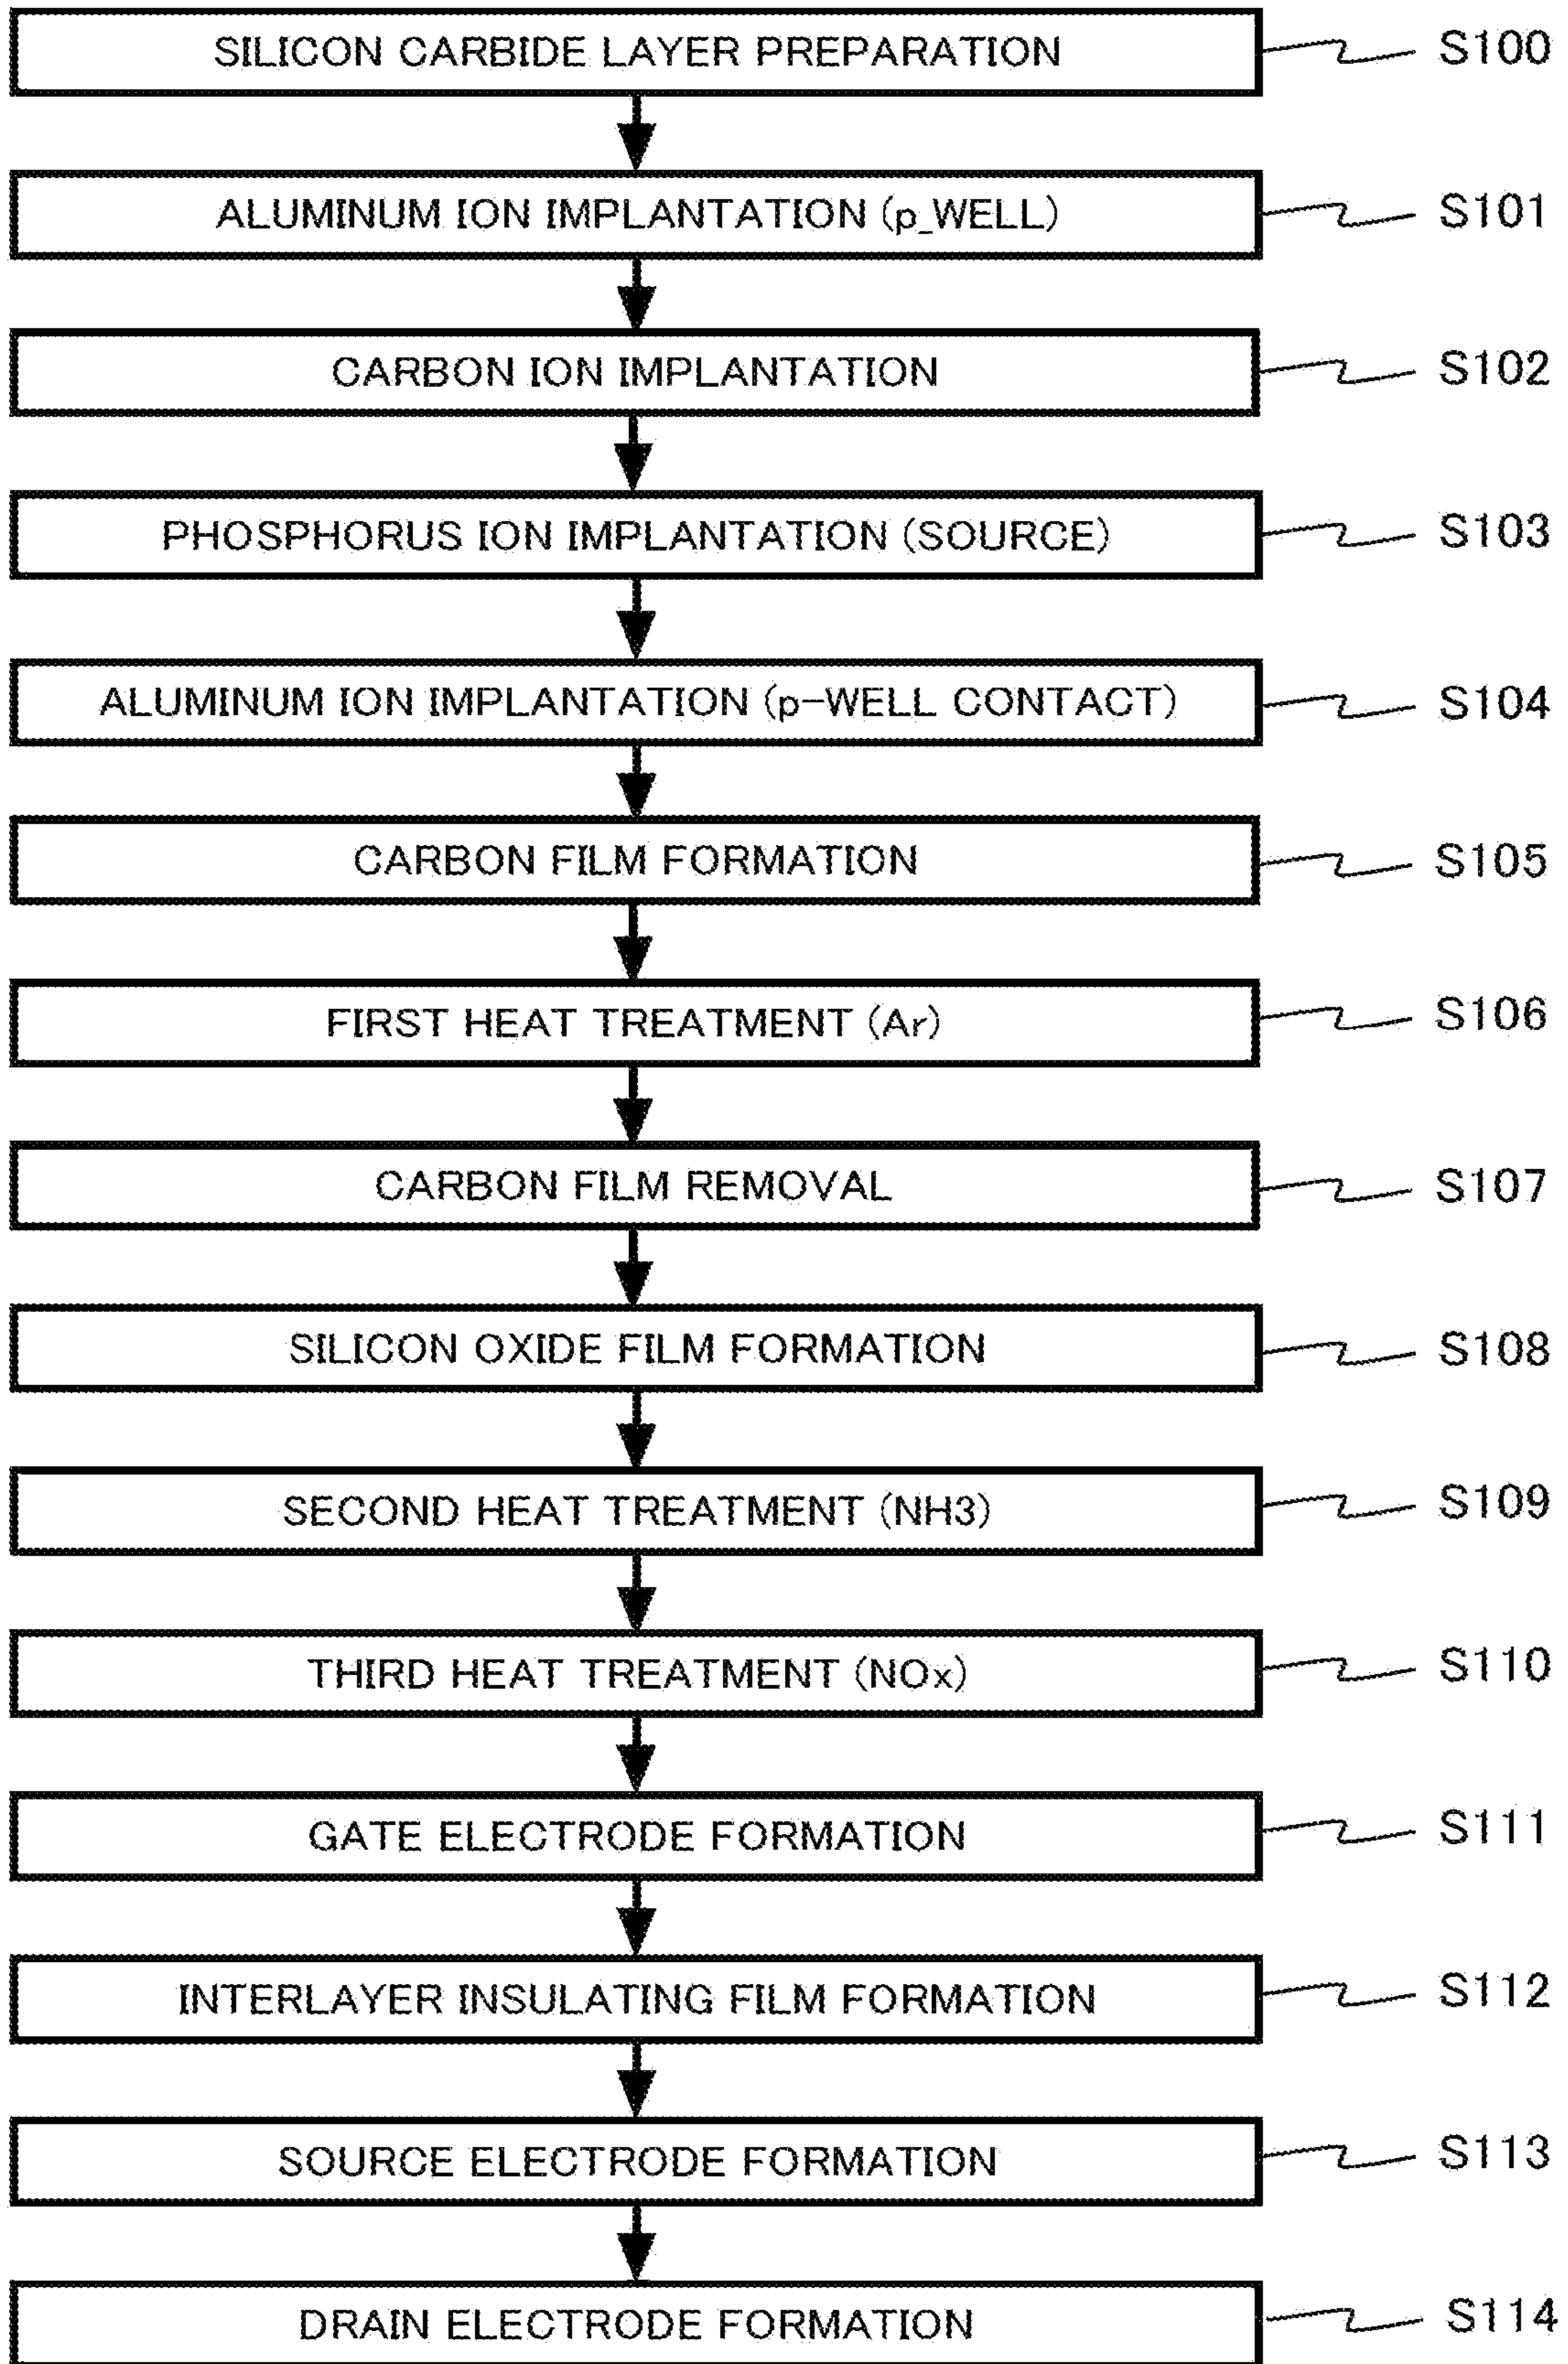 SILICON CARBIDE LAYER PREPARATION S100
ALUMINUM ION IMPLANTATION (p_WELL) S101
CARBON ION IMPLANTATION S102
PHOSPHORUS ION IMPLANTATION (SOURCE) S103
ALUMINUM ION IMPLANTATION (p-WELL CONTACT) S104
CARBON FILM FORMATION S105
FIRST HEAT TREATMENT (Ar) S106
CARBON FILM REMOVAL S107
SILICON OXIDE FILM FORMATION S108
SECOND HEAT TREATMENT (NH3) S109
THIRD HEAT TREATMENT (NOx) S110
GATE ELECTRODE FORMATION S111
INTERLAYER INSULATING FILM FORMATION S112
SOURCE ELECTRODE FORMATION S113
DRAIN ELECTRODE FORMATION S114